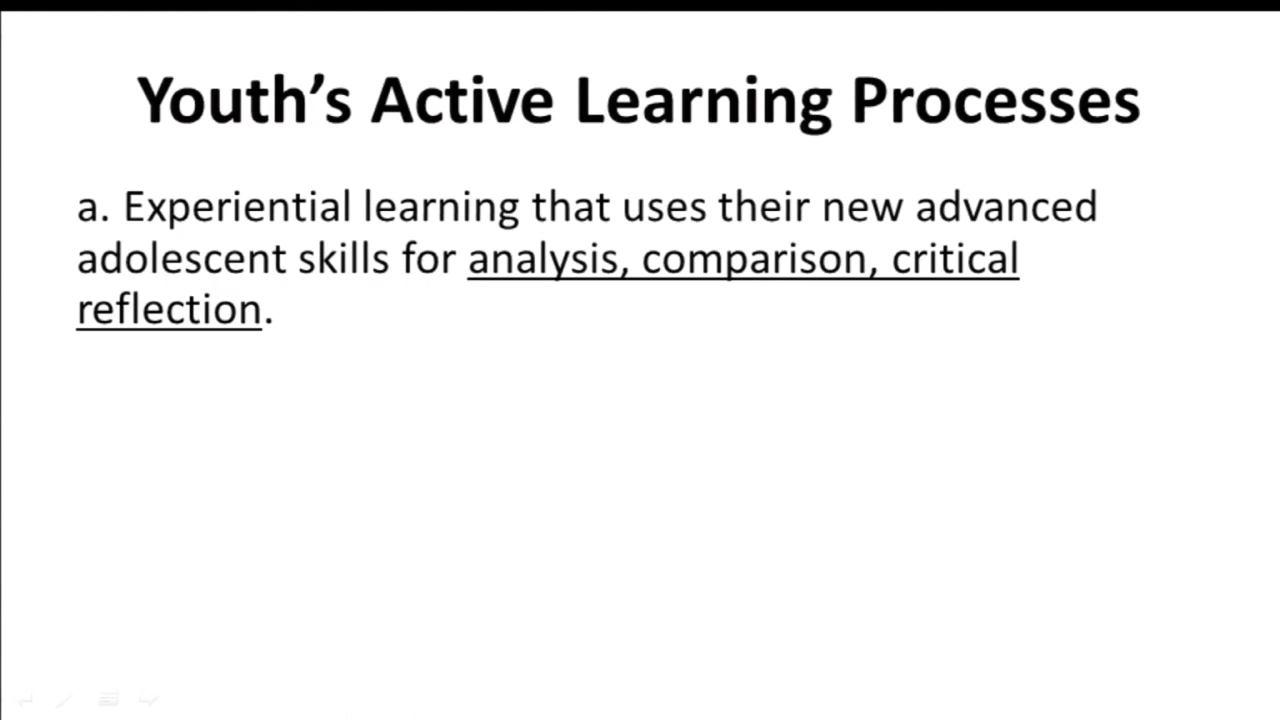 Youth’s Active Learning Processes
a. Experiential learning that uses their new advanced
adolescent skills for analysis, comparison, critical
reflection.